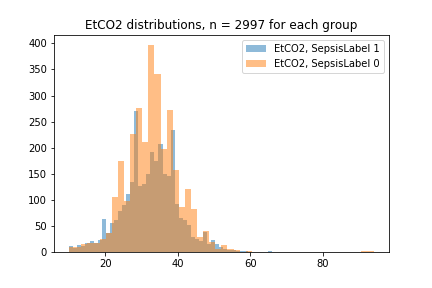 EtCO2 distributions, n = 2997 for each group
EtCO2, SepsisLabel 1
EtCO2, SepsisLabel 0
400
350
300
250
200
150
100
50
0
20 40 60 80